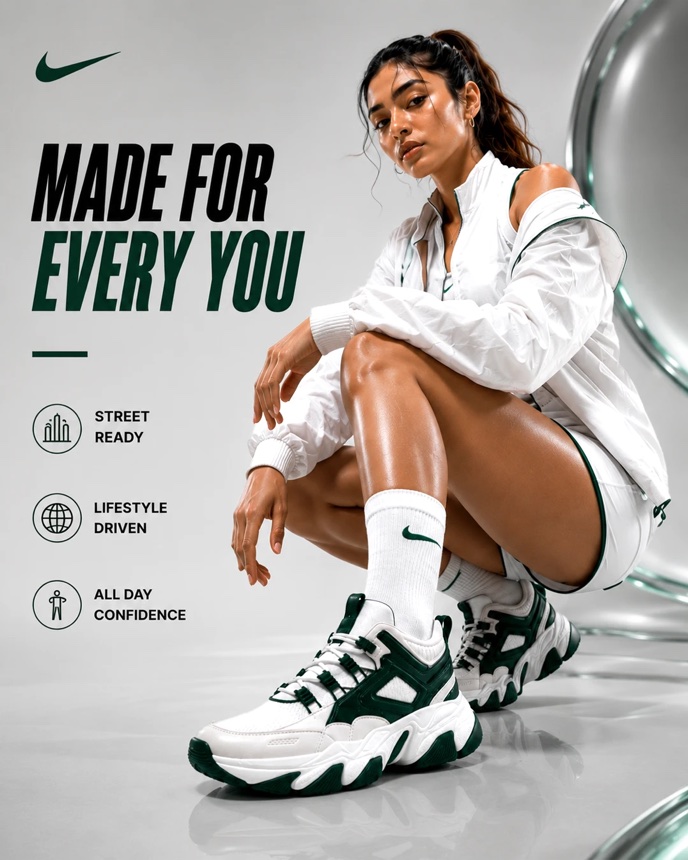 MADE FOR
EVERY YOU
STREET
READY
LIFESTYLE
DRIVEN
ALL DAY
CONFIDENCE